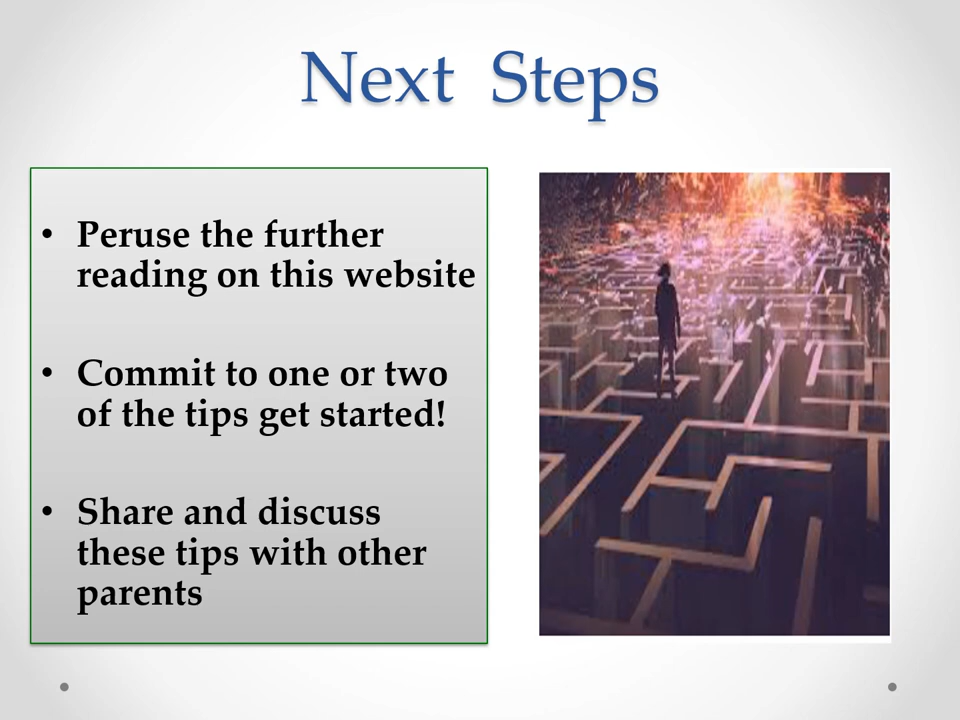 Next Steps
• Peruse the further
reading on this website
• Commit to one or two
of the tips get started!
• Share and discuss
these tips with other
parents